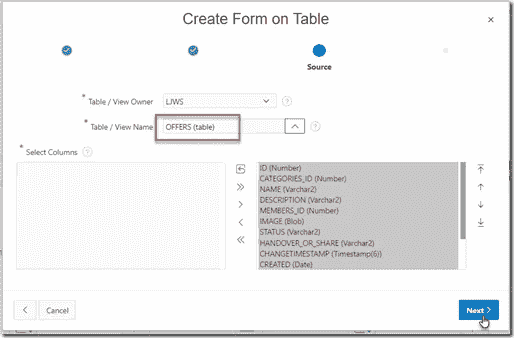 Create Form on Table
Source
* Table / View Owner LJWS
* Table / View Name OFFERS (table)
* Select Columns
ID (Number)
CATEGORIES_ID (Number)
NAME (Varchar2)
DESCRIPTION (Varchar2)
MEMBERS_ID (Number)
IMAGE (Blob)
STATUS (Varchar2)
HANDOVER_OR_SHARE (Varchar2)
CHANGETIMESTAMP (Timestamp(6))
CREATED (Date)
Cancel
Next